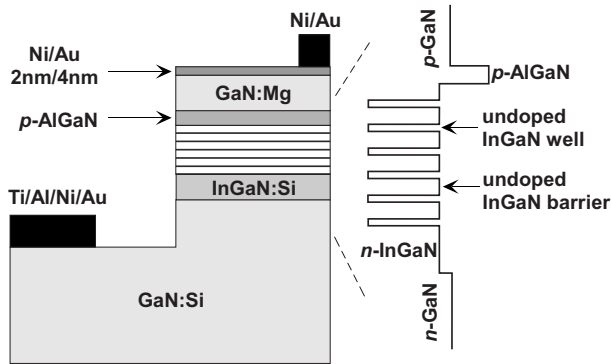 Ni/Au
Ni/Au
2nm/4nm
GaN:Mg
p-AlGaN
InGaN:Si
Ti/Al/Ni/Au
GaN:Si
p-GaN
p-AlGaN
undoped
InGaN well
undoped
InGaN barrier
n-InGaN
n-GaN